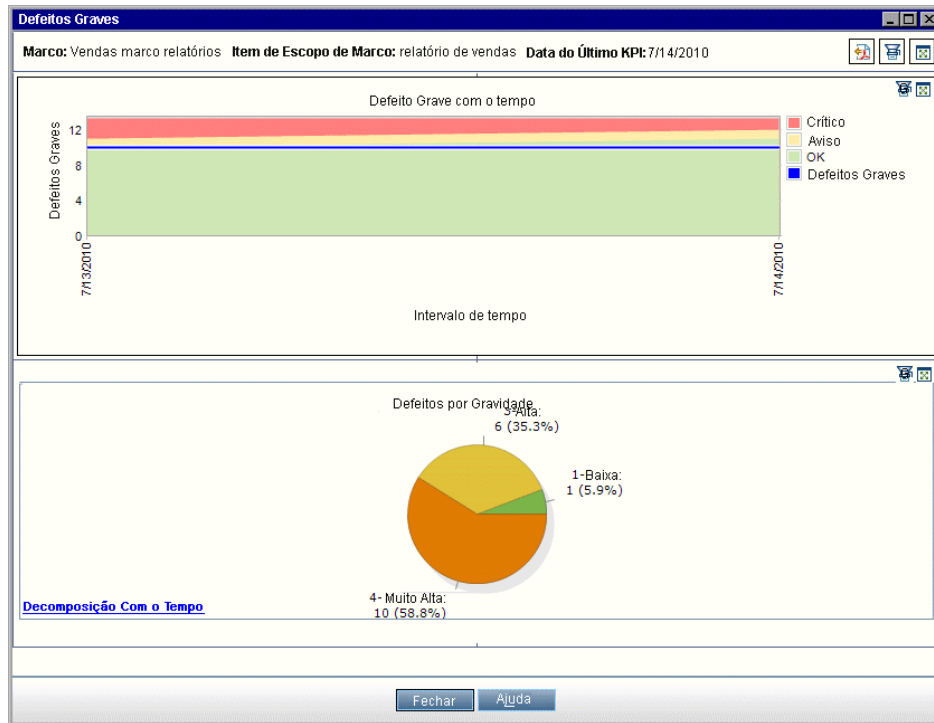 Defeitos Graves
Marco: Vendas marco relatórios Item de Escopo de Marco: relatório de vendas Data do Último KPI:7/14/2010
Defeito Grave com o tempo
Defeitos Graves
12
8
4
0
7/13/2010
7/14/2010
Intervalo de tempo
Crítico
Aviso
OK
Defeitos Graves
Defeitos por Gravidade
3-Alta:
6 (35.3%)
1-Baixa:
1 (5.9%)
4- Muito Alta:
10 (58.8%)
Decomposição Com o Tempo
Fechar
Ajuda